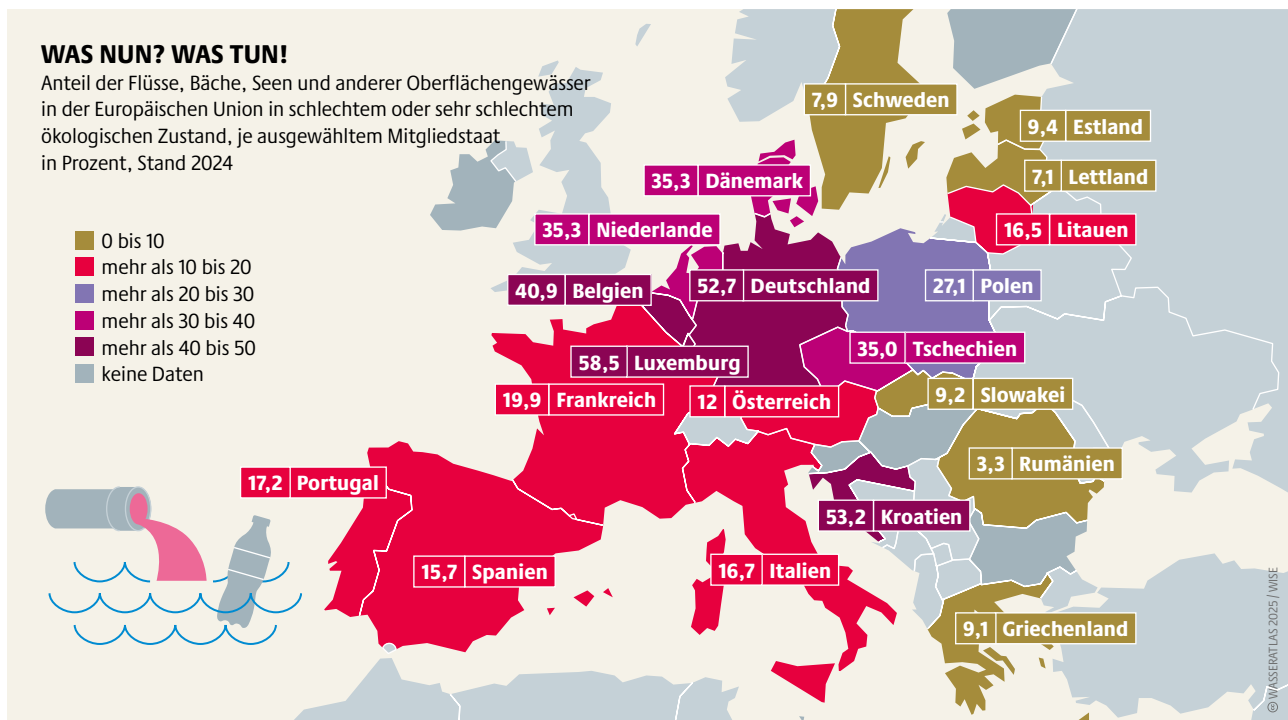 WAS NUN? WAS TUN!
Anteil der Flüsse, Bäche, Seen und anderer Oberflächengewässer
in der Europäischen Union in schlechtem oder sehr schlechtem
ökologischen Zustand, je ausgewähltem Mitgliedstaat
in Prozent, Stand 2024
0 bis 10
mehr als 10 bis 20
mehr als 20 bis 30
mehr als 30 bis 40
mehr als 40 bis 50
keine Daten
7,9 Schweden
9,4 Estland
7,1 Lettland
35,3 Dänemark
16,5 Litauen
35,3 Niederlande
40,9 Belgien
52,7 Deutschland
27,1 Polen
35,0 Tschechien
58,5 Luxemburg
9,2 Slowakei
19,9 Frankreich
12 Österreich
3,3 Rumänien
17,2 Portugal
53,2 Kroatien
15,7 Spanien
16,7 Italien
9,1 Griechenland
© WASSERATLAS 2025 / WISE